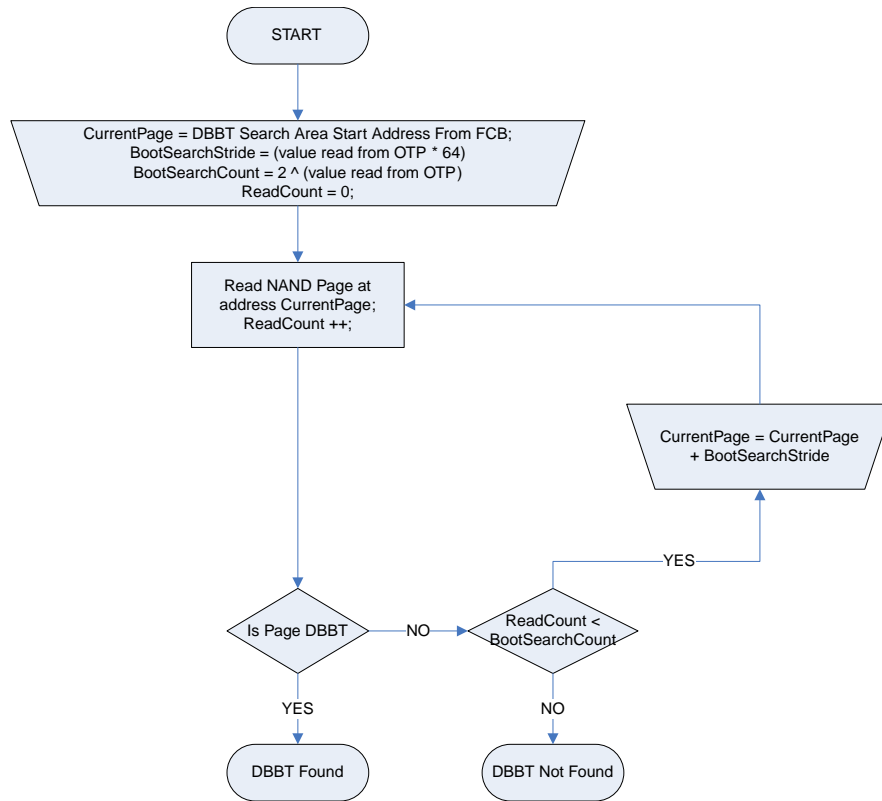 START
CurrentPage = DBBT Search Area Start Address From FCB;
BootSearchStride = (value read from OTP * 64)
BootSearchCount = 2 ^ (value read from OTP)
ReadCount = 0;
Read NAND Page at
address CurrentPage;
ReadCount ++;
CurrentPage = CurrentPage
+ BootSearchStride
YES
Is Page DBBT
NO
ReadCount <
BootSearchCount
YES
NO
DBBT Found
DBBT Not Found